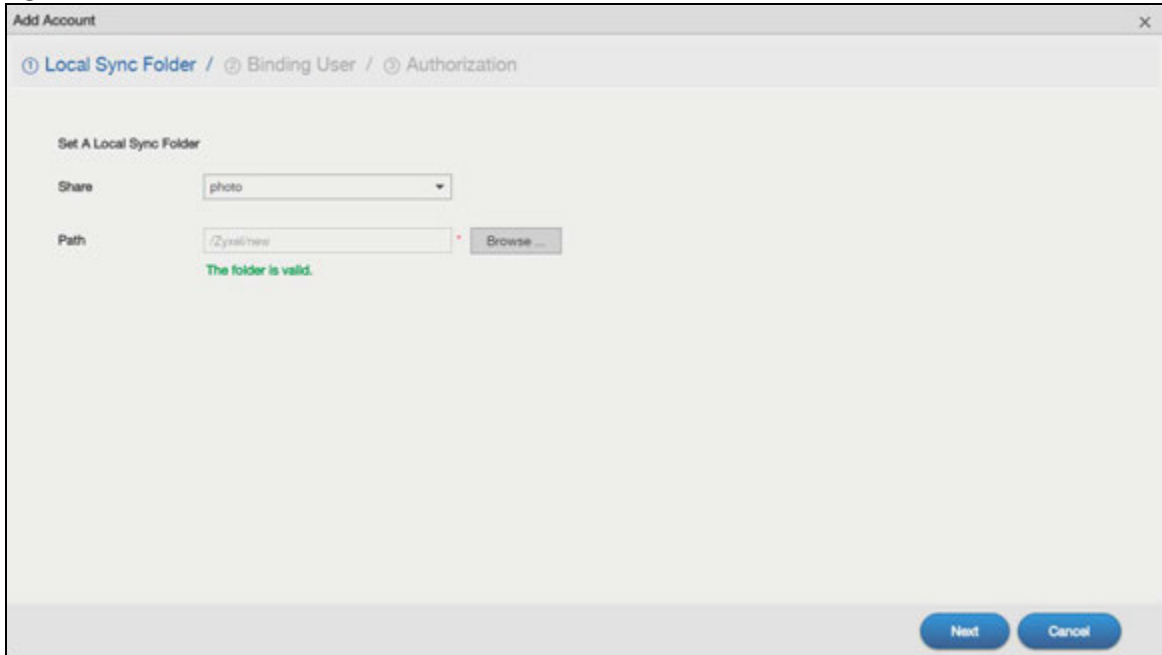 Add Account
① Local Sync Folder / ② Binding User / ③ Authorization
Set A Local Sync Folder
Share photo
Path /Zyxel/new * Browse ...
The folder is valid.
Next Cancel